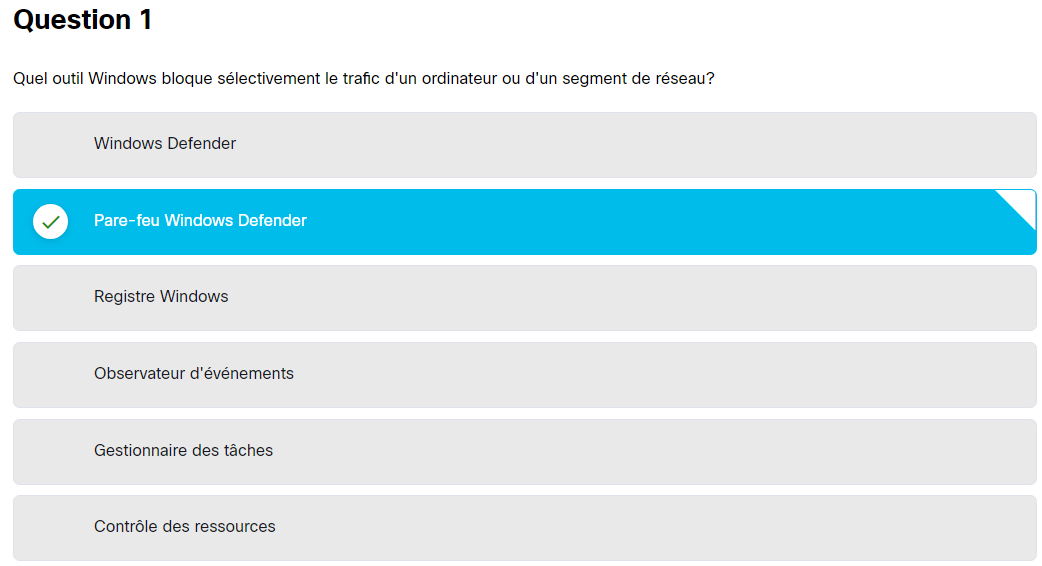 Question 1
Quel outil Windows bloque sélectivement le trafic d'un ordinateur ou d'un segment de réseau?
Windows Defender
Pare-feu Windows Defender
Registre Windows
Observateur d'événements
Gestionnaire des tâches
Contrôle des ressources